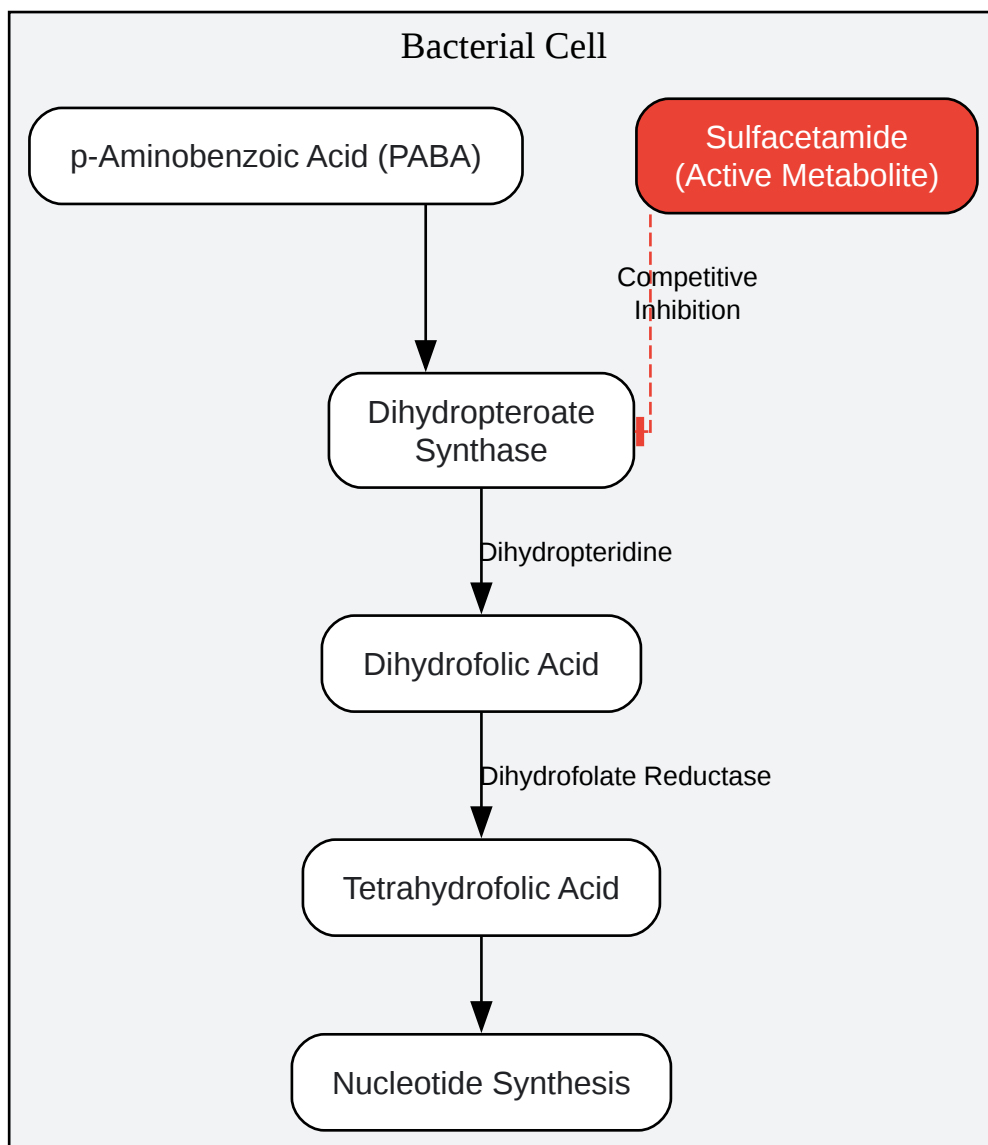 Bacterial Cell
p-Aminobenzoic Acid (PABA)
Sulfacetamide
(Active Metabolite)
Competitive
Inhibition
Dihydropteroate
Synthase
Dihydropteridine
Dihydrofolic Acid
Dihydrofolate Reductase
Tetrahydrofolic Acid
Nucleotide Synthesis